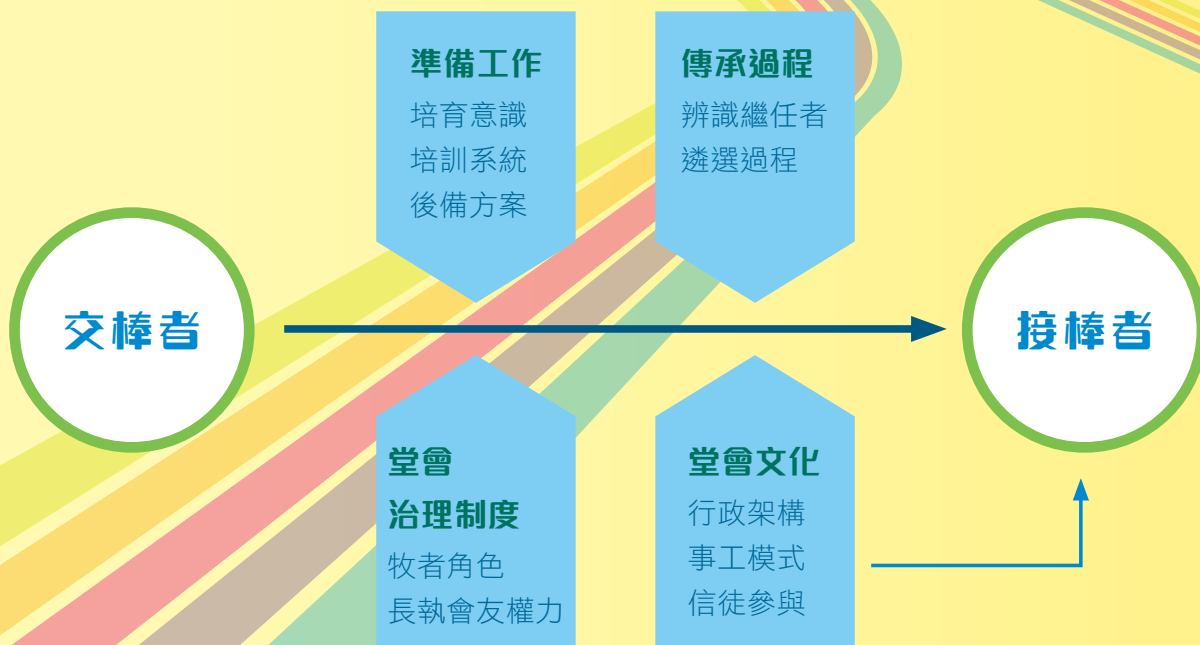 準備工作
培育意識
培訓系統
後備方案
傳承過程
辨識繼任者
遴選過程
交棒者
接棒者
堂會
治理制度
牧者角色
長執會友權力
堂會文化
行政架構
事工模式
信徒參與